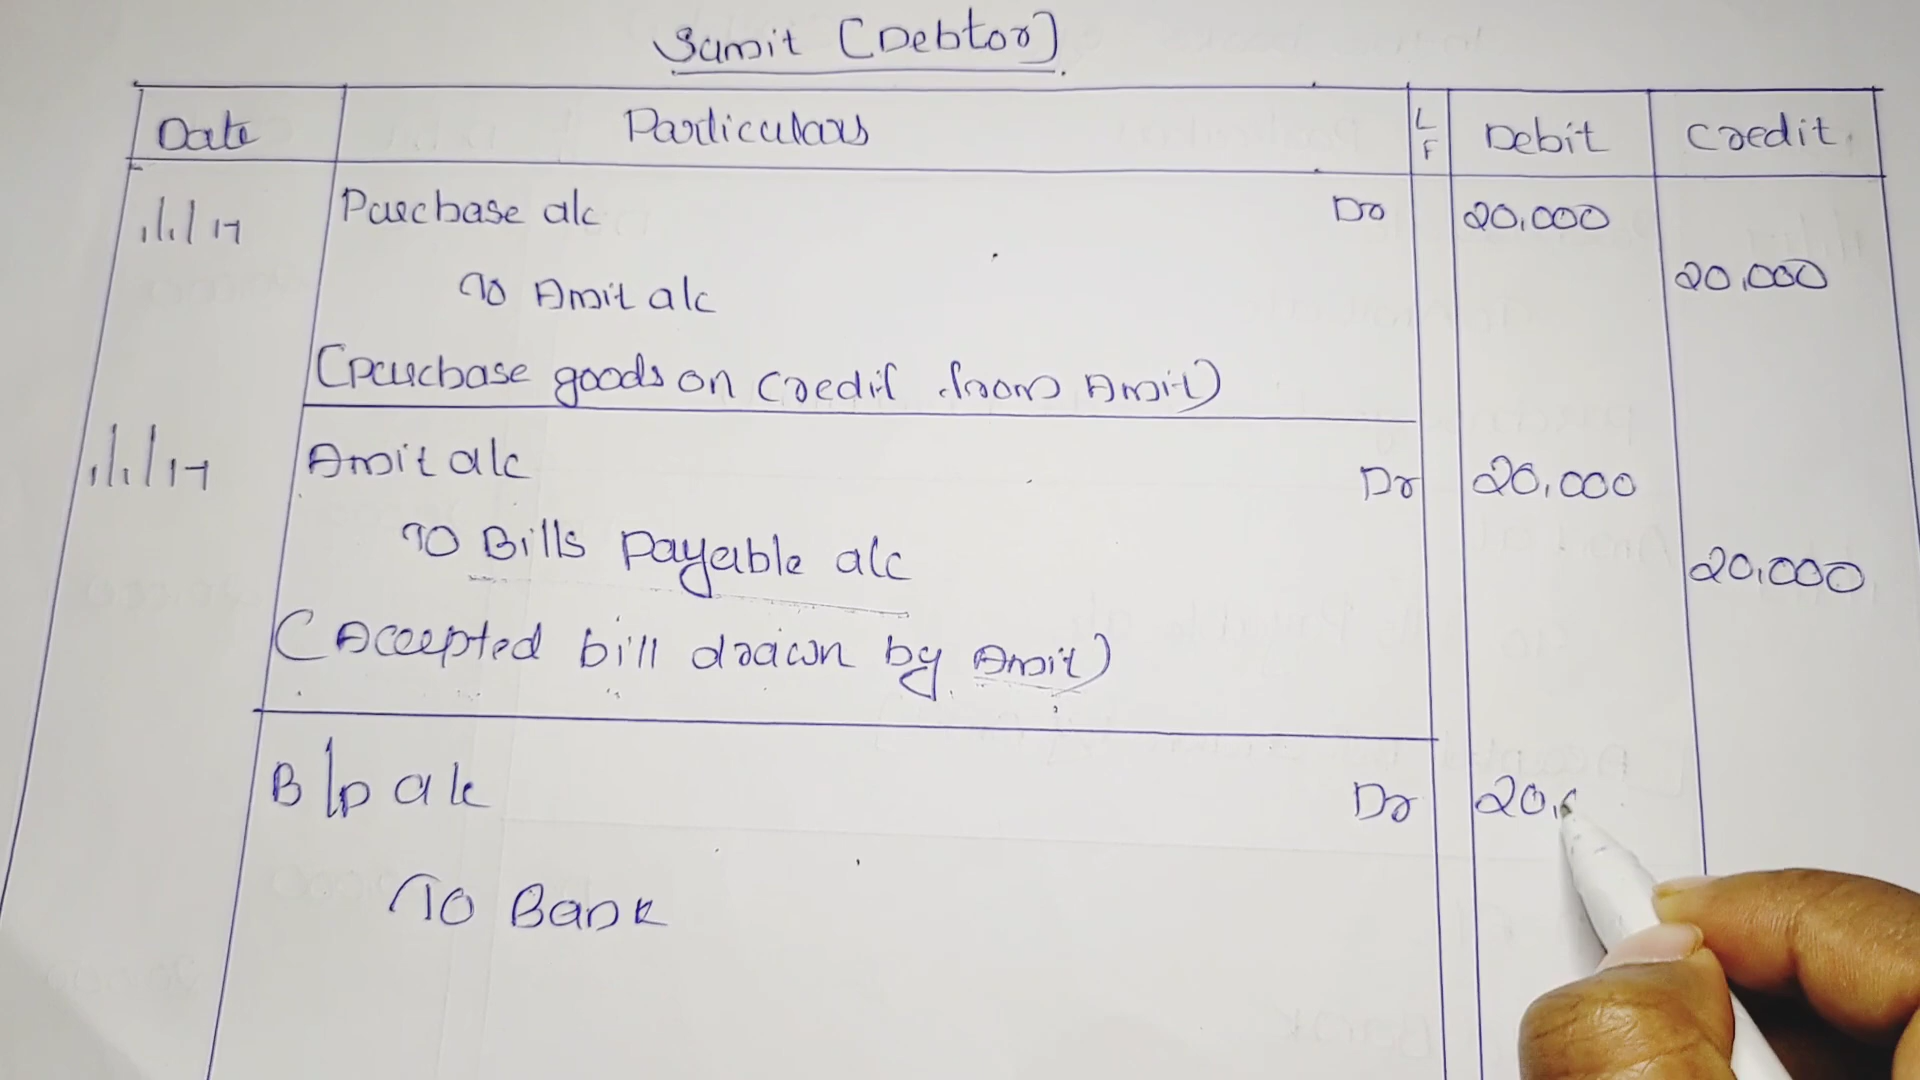 Sumit (Debtor)
Date Particulars L F Debit Credit
1/1/17 Purchase a/c Dr 20,000
To Amit a/c 20,000
(Purchase goods on credit from Amit)
1/1/17 Amit a/c Dr 20,000
To Bills Payable a/c 20,000
(Accepted bill drawn by Amit)
B/p a/c Dr 20,0
To Bank